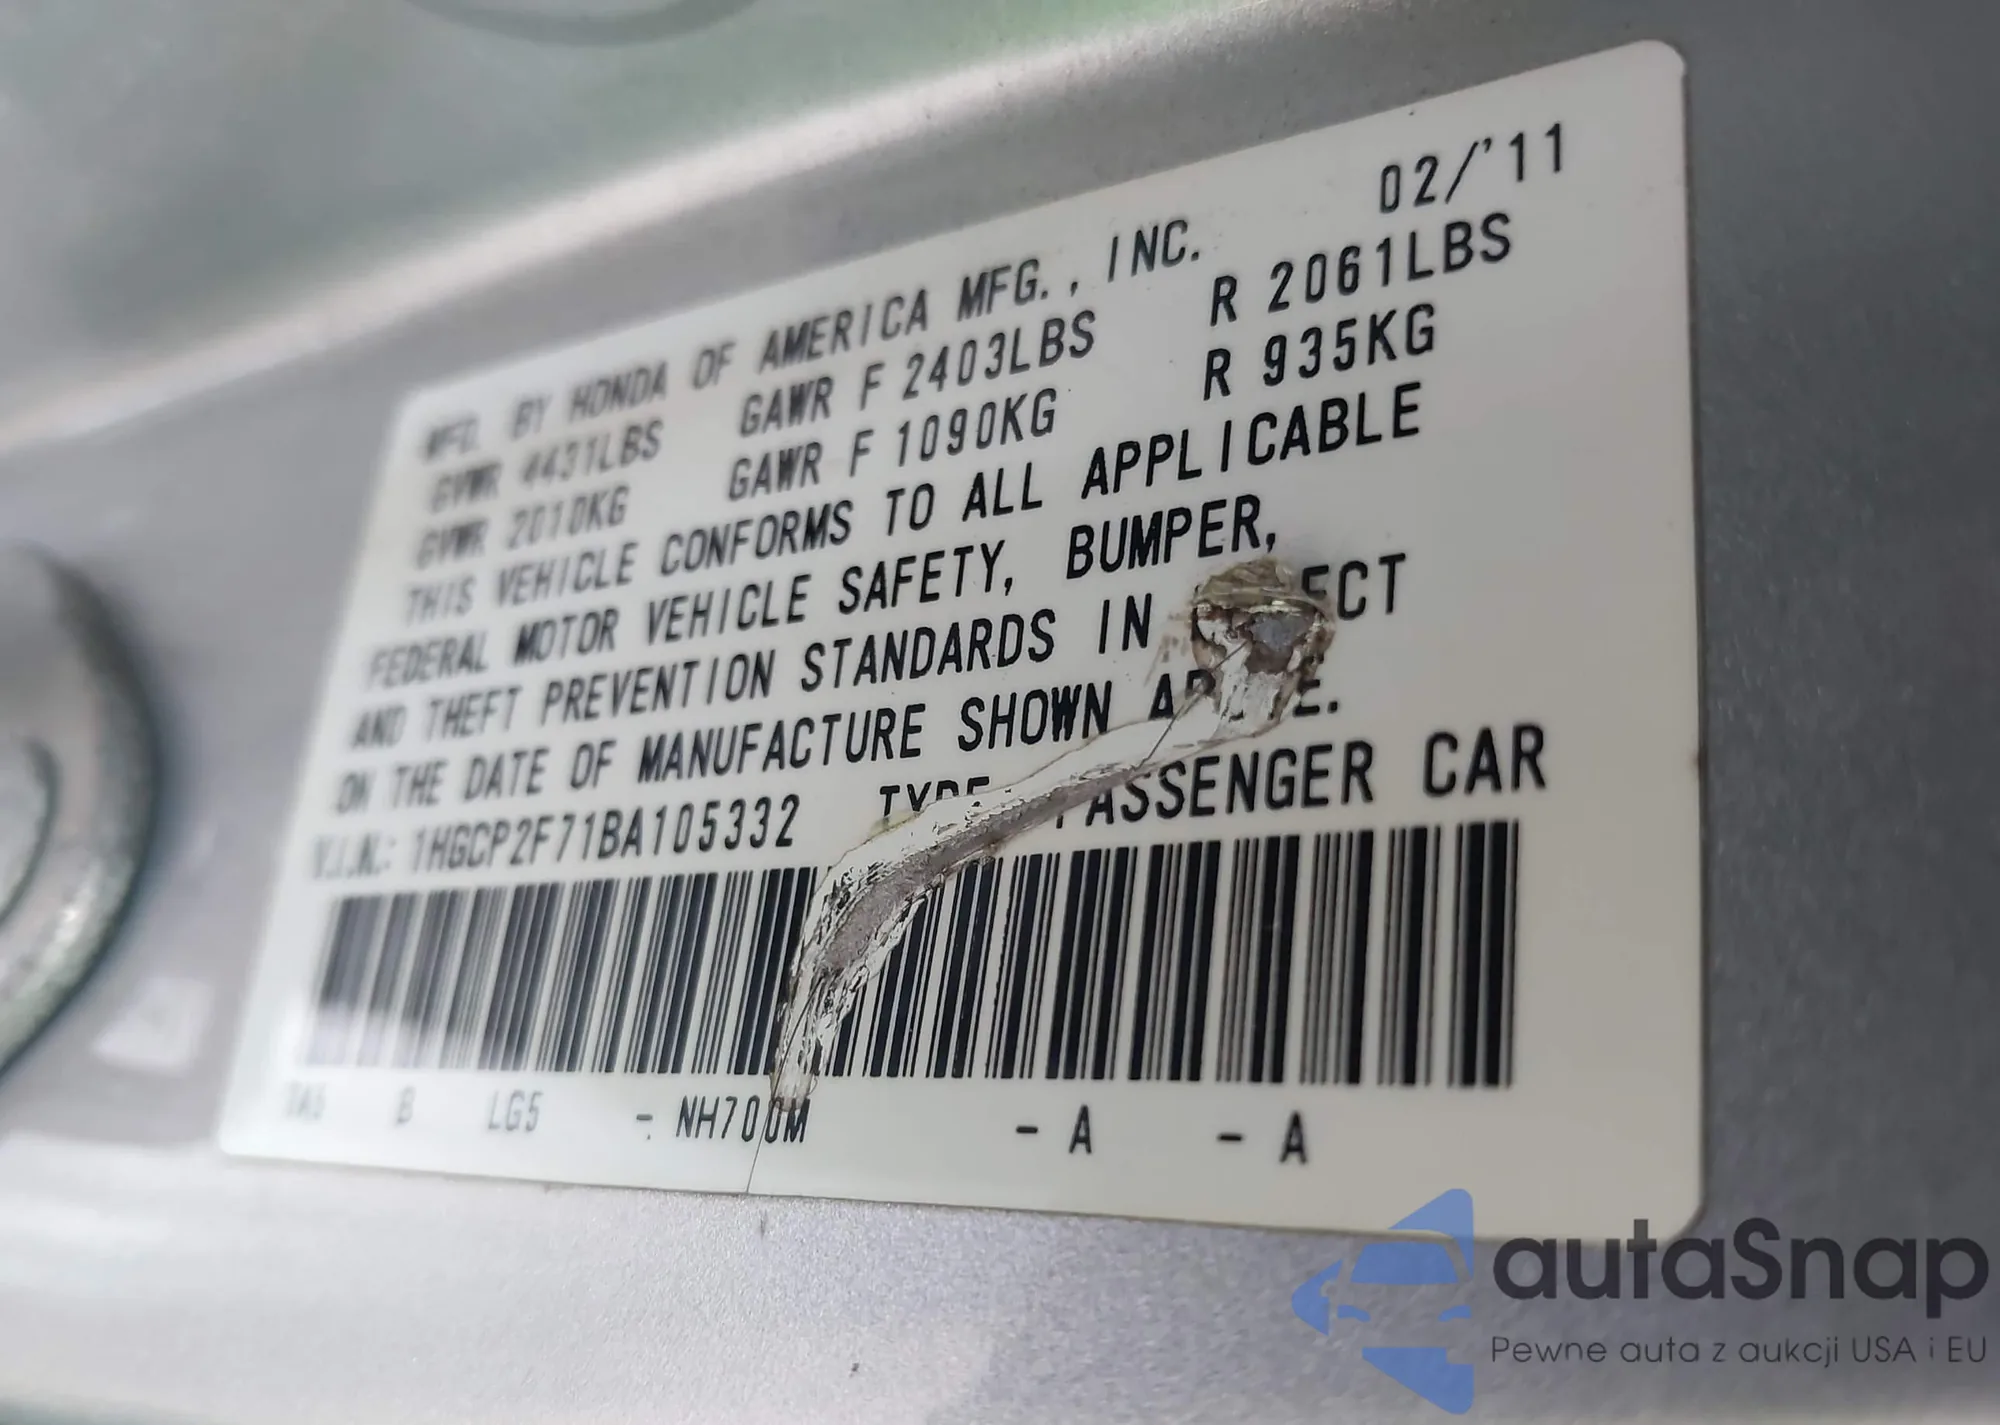 02/'11
MFD. BY HONDA OF AMERICA MFG., INC.
GVWR 4431LBS GAWR F 2403LBS R 2061LBS
GVWR 2010KG GAWR F 1090KG R 935KG
THIS VEHICLE CONFORMS TO ALL APPLICABLE
FEDERAL MOTOR VEHICLE SAFETY, BUMPER,
AND THEFT PREVENTION STANDARDS IN
ON THE DATE OF MANUFACTURE SHOWN
V.I.N.: 1HGCP2F71BA105332 TYPE: PASSENGER CAR
B LG5 - NH700M - A - A
autaSnap
Pewne auta z aukcji USA i EU